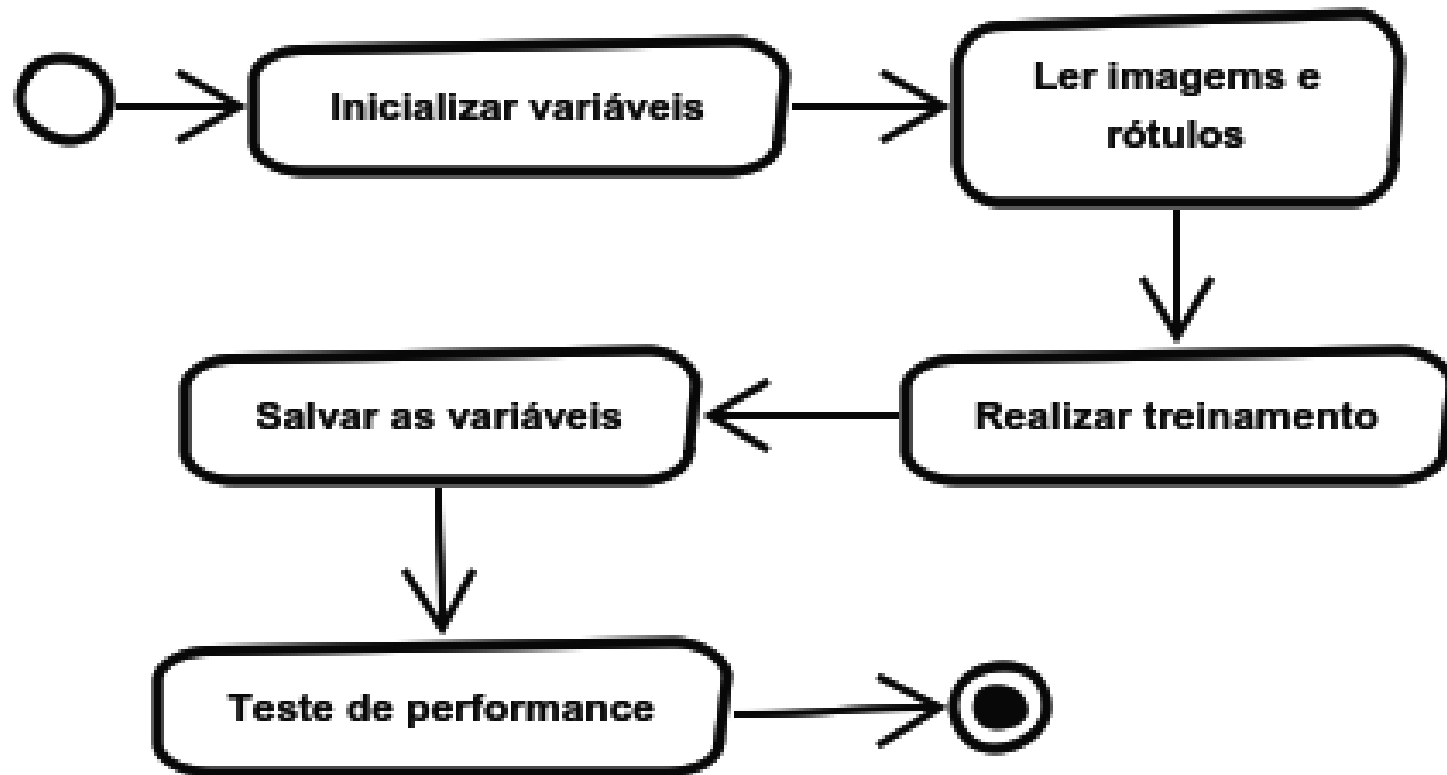 Inicializar variáveis
Ler imagems e
rótulos
Realizar treinamento
Salvar as variáveis
Teste de performance